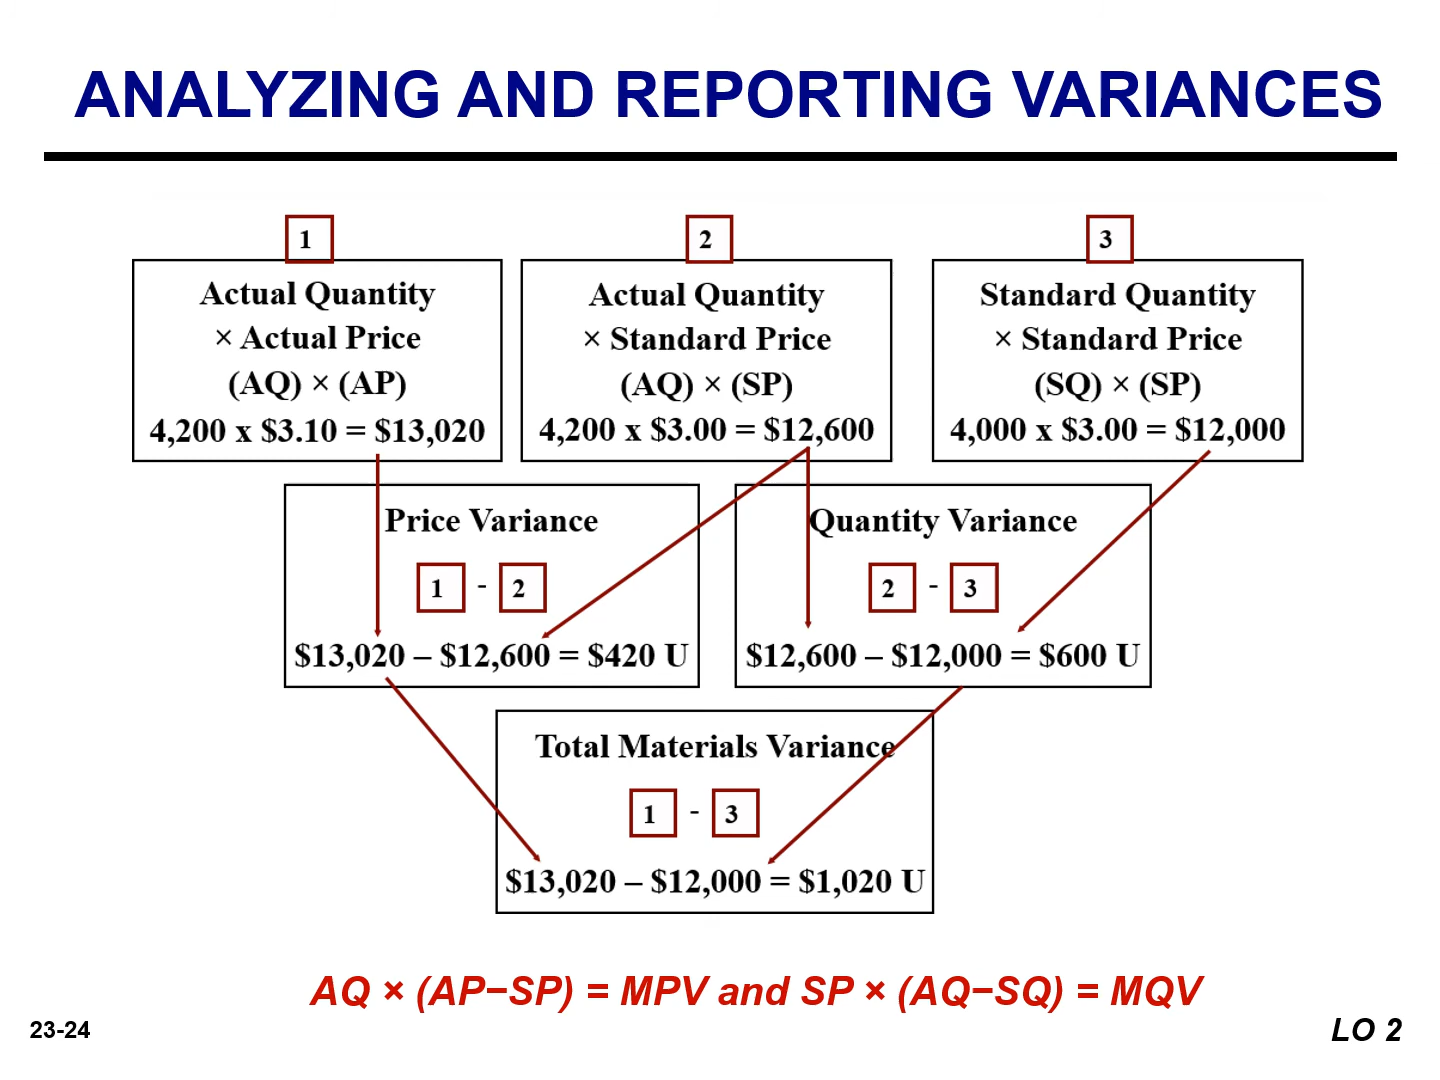 ANALYZING AND REPORTING VARIANCES
1
Actual Quantity
× Actual Price
(AQ) × (AP)
4,200 x $3.10 = $13,020
2
Actual Quantity
× Standard Price
(AQ) × (SP)
4,200 x $3.00 = $12,600
3
Standard Quantity
× Standard Price
(SQ) × (SP)
4,000 x $3.00 = $12,000
Price Variance
1 - 2
$13,020 – $12,600 = $420 U
Quantity Variance
2 - 3
$12,600 – $12,000 = $600 U
Total Materials Variance
1 - 3
$13,020 – $12,000 = $1,020 U
AQ × (AP−SP) = MPV and SP × (AQ−SQ) = MQV
23-24
LO 2